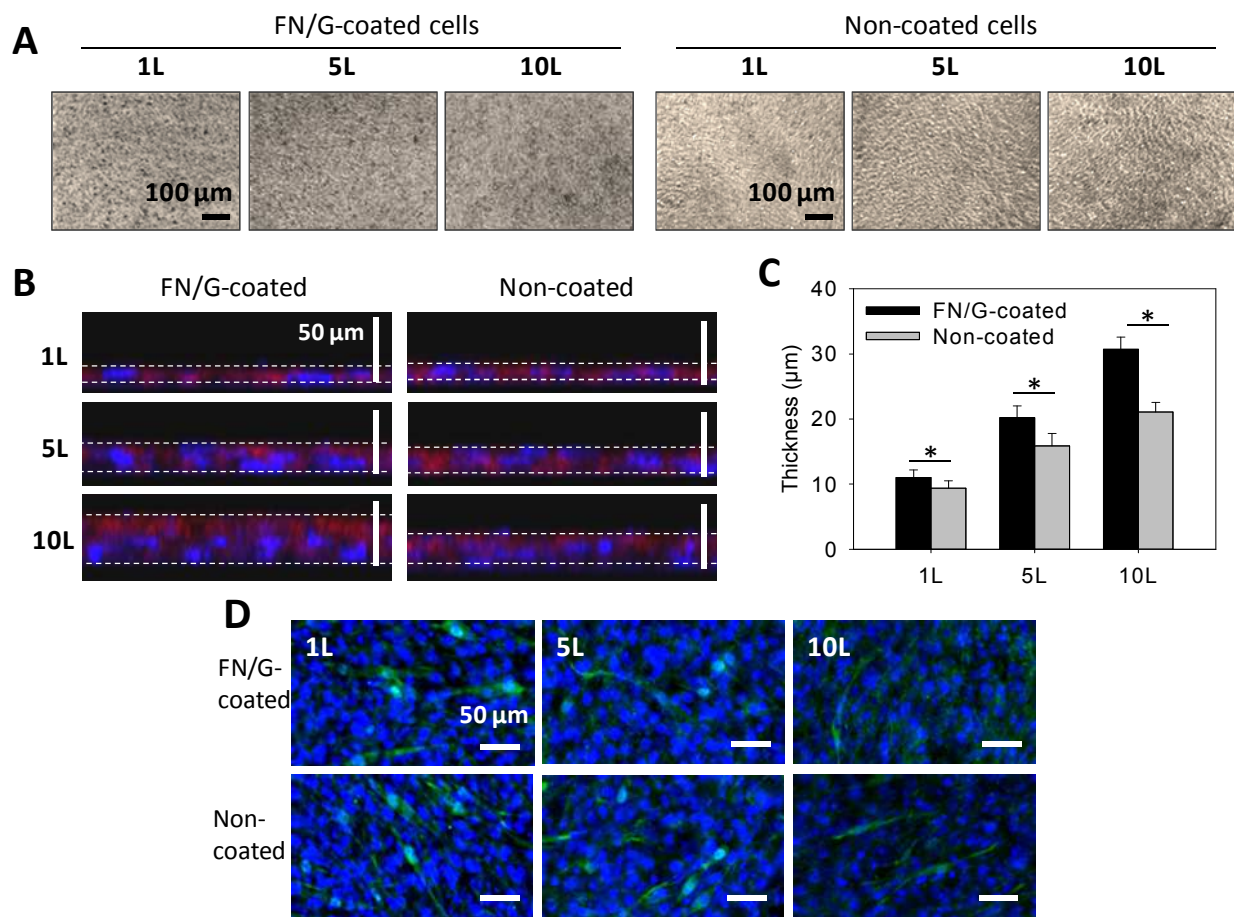 A
FN/G-coated cells
Non-coated cells
1L 5L 10L 1L 5L 10L
100 µm
100 µm
B
FN/G-coated
Non-coated
50 µm
1L
5L
10L
C
40
30
20
10
0
Thickness (µm)
FN/G-coated
Non-coated
*
*
*
1L 5L 10L
D
FN/G-
coated
1L
5L
10L
50 µm
Non-
coated